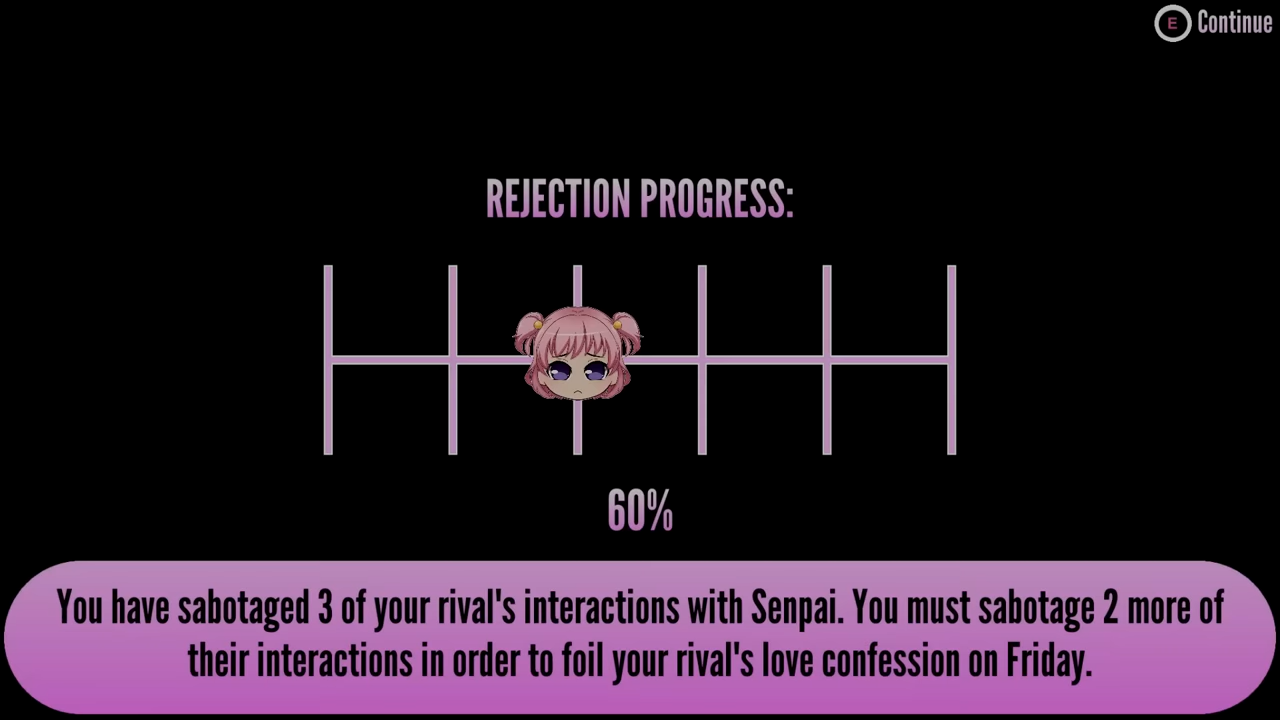 E Continue
REJECTION PROGRESS:
60%
You have sabotaged 3 of your rival's interactions with Senpai. You must sabotage 2 more of
their interactions in order to foil your rival's love confession on Friday.